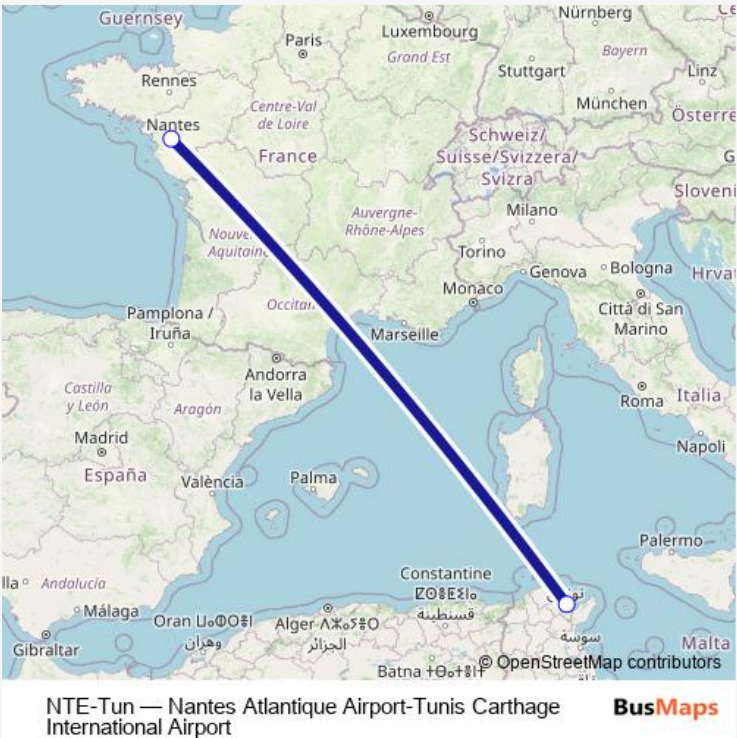 Guernsey
Nürnberg
Luxembourg
Paris
Grand Est
Bayern
Stuttgart
Linz
Rennes
München
Centre-Val
de Loire
Österre
Nantes
Schweiz/
Suisse/Svizzera/
Svizra
France
Sloveni
Auvergne-
Rhône-Alpes
Milano
Aquitaine
Torino
Genova
Bologna
Hrvat
Monaco
Occitan
Città di San
Marino
Pamplona /
Iruña
Marseille
Andorra
la Vella
Castilla
y León
Aragón
Roma
Italia
Madrid
Napoli
España
València
Palma
Palermo
Constantine
قسنطينة
lla
Andalucía
Málaga
Oran
وهران
Alger
الجزائر
سوسة
Malta
Gibraltar
Batna
© OpenStreetMap contributors
NTE-Tun — Nantes Atlantique Airport-Tunis Carthage
International Airport
BusMaps